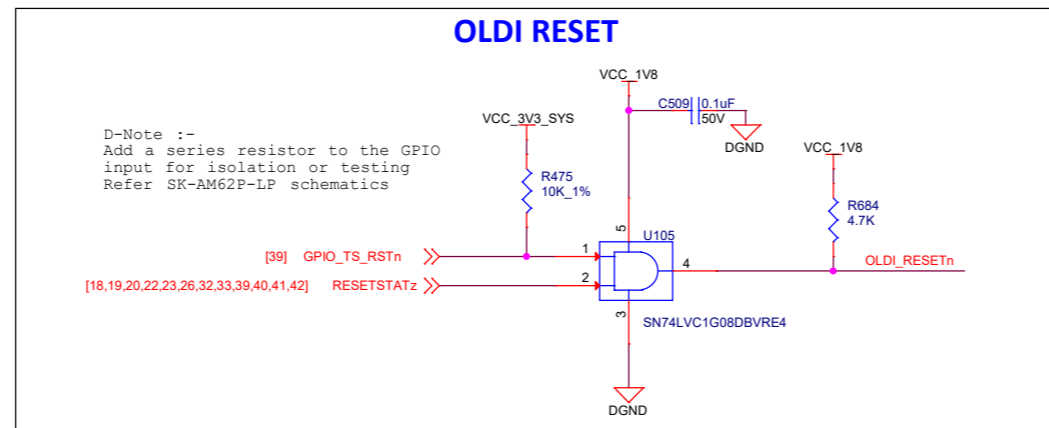 OLDI RESET
VCC_1V8
C509
0.1uF
50V
DGND
VCC_3V3_SYS
D-Note :-
Add a series resistor to the GPIO
input for isolation or testing
Refer SK-AM62P-LP schematics
R475
10K_1%
VCC_1V8
R684
4.7K
5
U105
[39] GPIO_TS_RSTn
1
4
OLDI_RESETn
[18,19,20,22,23,26,32,33,39,40,41,42] RESETSTATz
2
3
SN74LVC1G08DBVRE4
DGND